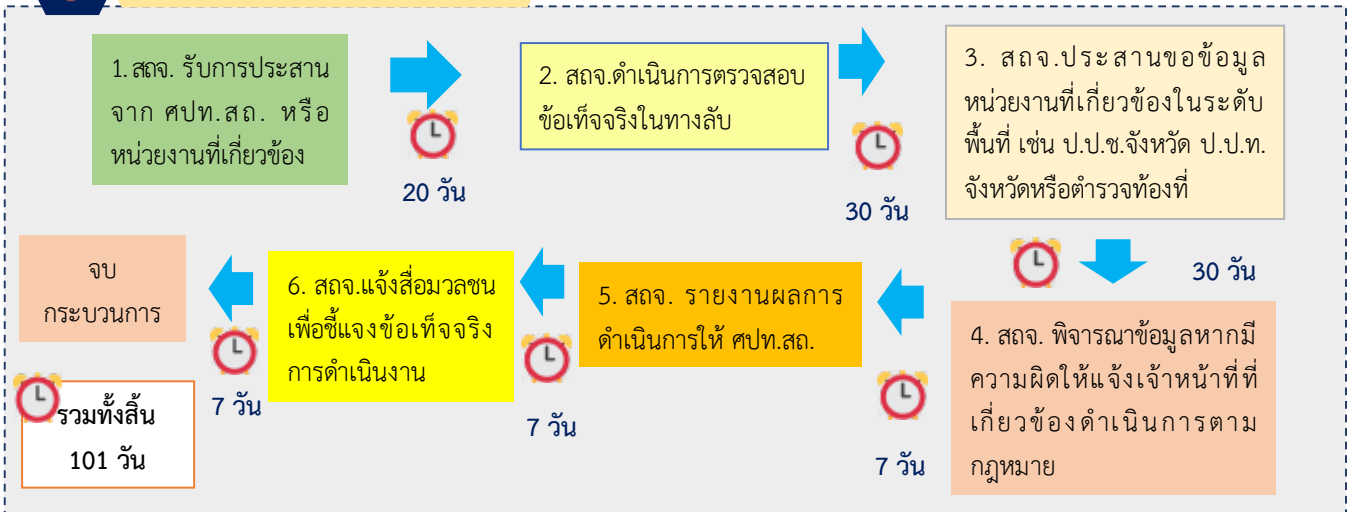 1. สถจ. รับการประสาน
จาก ศปท.สถ. หรือ
หน่วยงานที่เกี่ยวข้อง
20 วัน
2. สถจ.ดำเนินการตรวจสอบ
ข้อเท็จจริงในทางลับ
30 วัน
3. สถจ.ประสานขอข้อมูล
หน่วยงานที่เกี่ยวข้องในระดับ
พื้นที่ เช่น ป.ป.ช.จังหวัด ป.ป.ท.
จังหวัดหรือตำรวจท้องที่
30 วัน
4. สถจ. พิจารณาข้อมูลหากมี
ความผิดให้แจ้งเจ้าหน้าที่ที่
เกี่ยวข้องดำเนินการตาม
กฎหมาย
7 วัน
5. สถจ. รายงานผลการ
ดำเนินการให้ ศปท.สถ.
7 วัน
6. สถจ.แจ้งสื่อมวลชน
เพื่อชี้แจงข้อเท็จจริง
การดำเนินงาน
7 วัน
จบ
กระบวนการ
รวมทั้งสิ้น
101 วัน